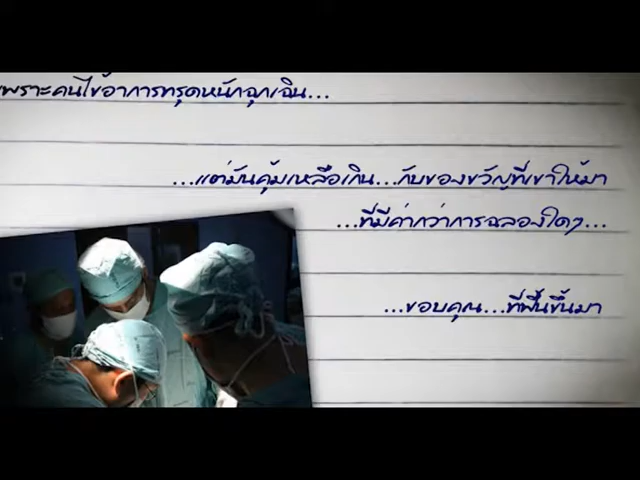 เพราะคนไข้อาการทรุดหนักฉุกเฉิน...
...แต่มันคุ้มเหลือเกิน...กับของขวัญที่เขาให้มา
...ที่มีค่ากว่าการฉลองใดๆ...
...ขอบคุณ...ที่ฟื้นขึ้นมา